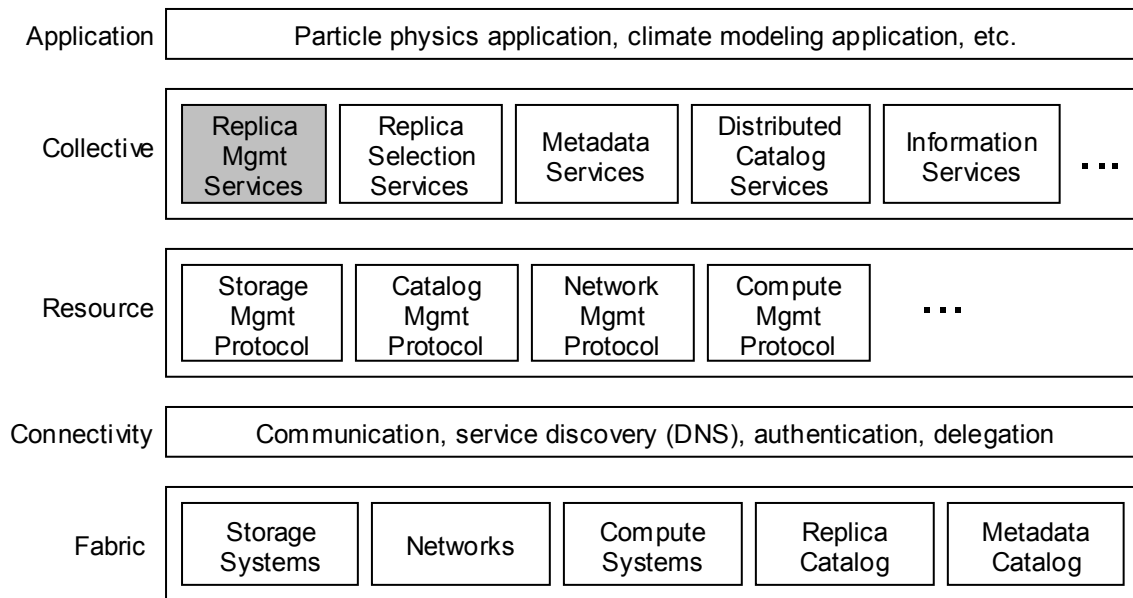 Application
Particle physics application, climate modeling application, etc.
Collective
Replica
Mgmt
Services
Replica
Selection
Services
Metadata
Services
Distributed
Catalog
Services
Information
Services
...
Resource
Storage
Mgmt
Protocol
Catalog
Mgmt
Protocol
Network
Mgmt
Protocol
Compute
Mgmt
Protocol
...
Connectivity
Communication, service discovery (DNS), authentication, delegation
Fabric
Storage
Systems
Networks
Compute
Systems
Replica
Catalog
Metadata
Catalog